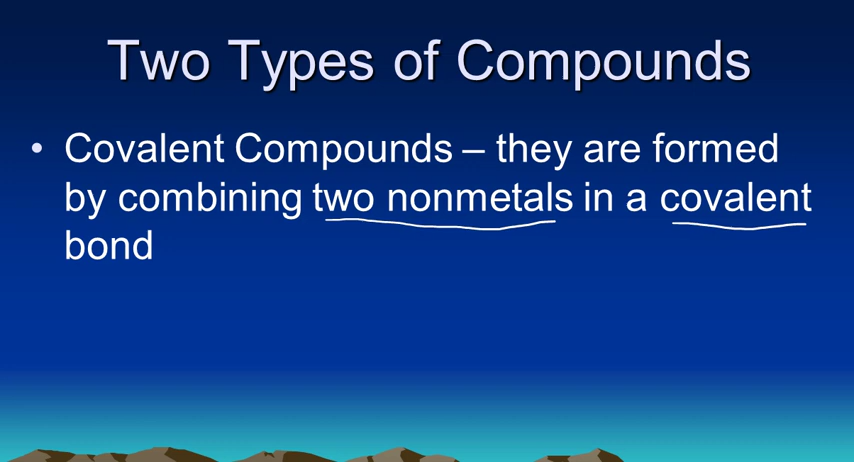 Two Types of Compounds
• Covalent Compounds – they are formed
by combining two nonmetals in a covalent
bond